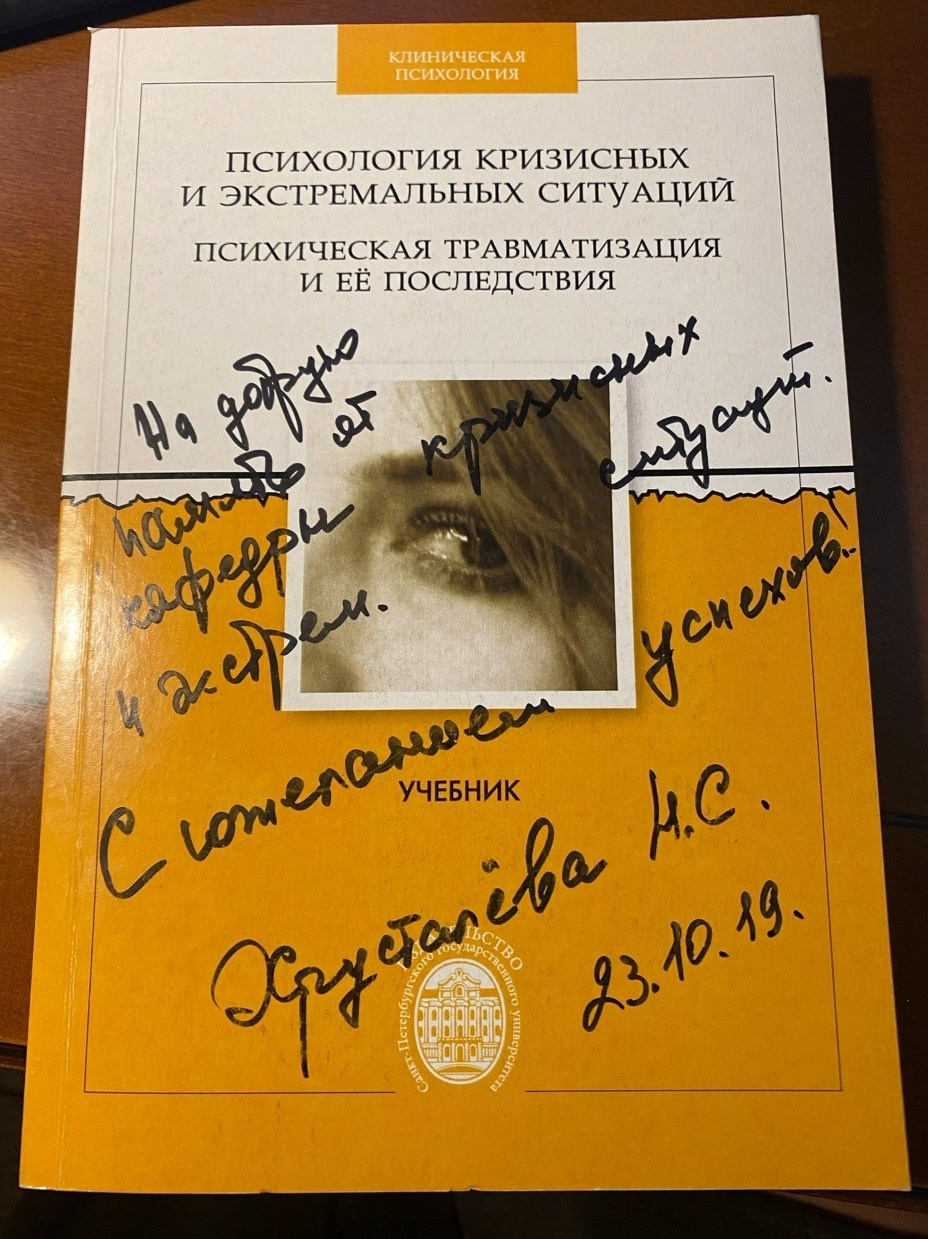 КЛИНИЧЕСКАЯ
ПСИХОЛОГИЯ
ПСИХОЛОГИЯ КРИЗИСНЫХ
И ЭКСТРЕМАЛЬНЫХ СИТУАЦИЙ
ПСИХИЧЕСКАЯ ТРАВМАТИЗАЦИЯ
И ЕЁ ПОСЛЕДСТВИЯ
На добрую
память от
кафедры кризисных
и экстрем. ситуац.
С пожеланием успехов!
УЧЕБНИК
Хрусталёва Н.С.
23.10.19.
ИЗДАТЕЛЬСТВО
Санкт-Петербургского государственного университета